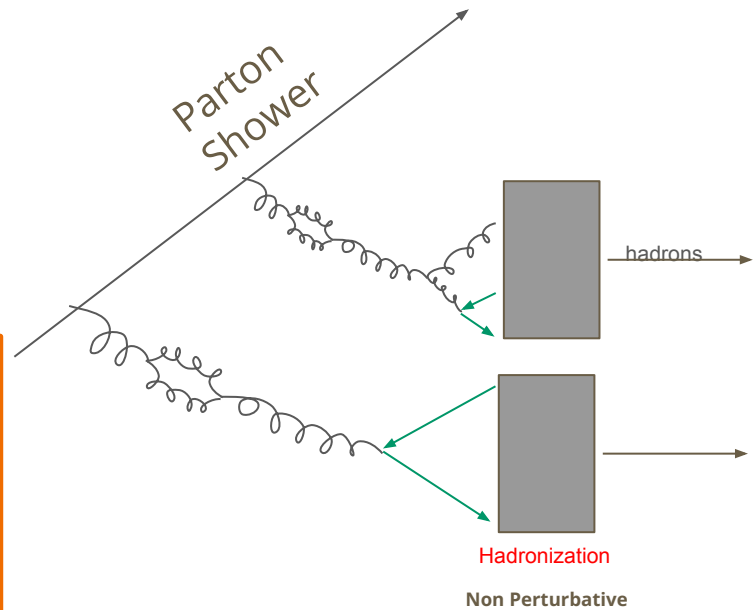 Parton
Shower
hadrons
Hadronization
Non Perturbative